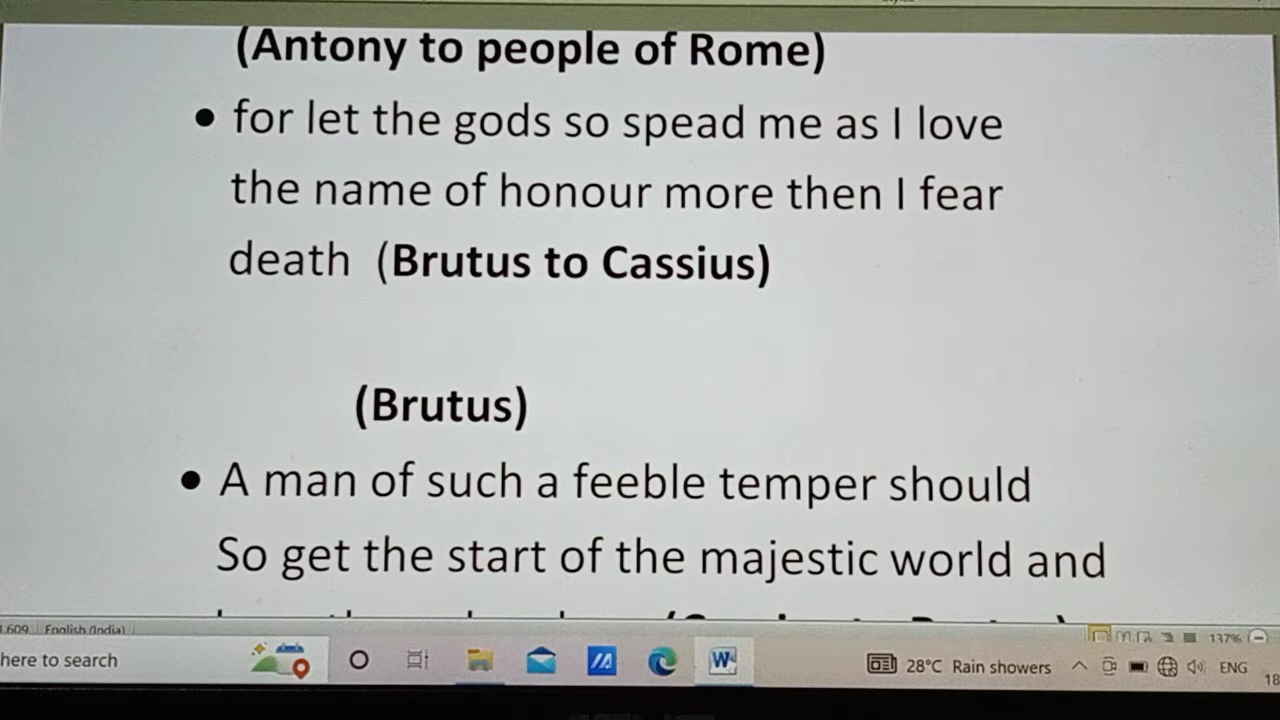 (Antony to people of Rome)
• for let the gods so spead me as I love
the name of honour more then I fear
death (Brutus to Cassius)
(Brutus)
• A man of such a feeble temper should
So get the start of the majestic world and
English (India)
137%
here to search
28°C Rain showers
ENG
18